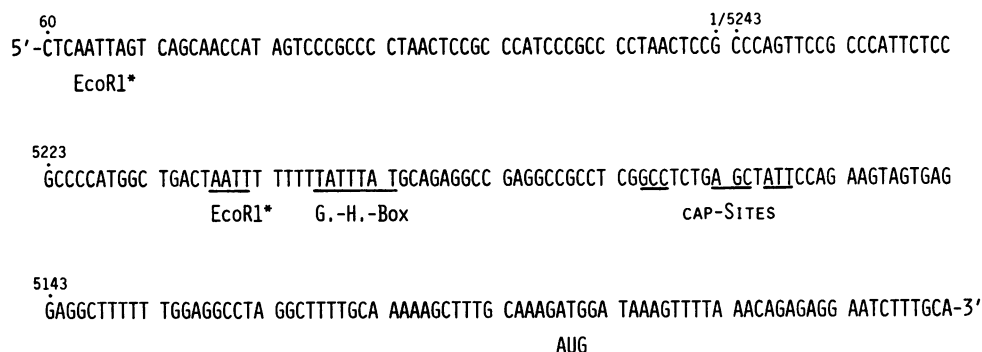 60 1/5243
5'-CTCAATTAGT CAGCAACCAT AGTCCCGCCC CTAACTCCGC CCATCCCGCC CCTAACTCCG CCCAGTTCCG CCCATTCTCC
EcoR1*
5223
GCCCCATGGC TGACTAATTT TTTTTATTTA TGCAGAGGCC GAGGCCGCCT CGGCCTCTGA GCTATTCCAG AAGTAGTGAG
EcoR1* G.-H.-Box CAP-SITES
5143
GAGGCTTTTT TGGAGGCCTA GGCTTTTGCA AAAAGCTTTG CAAAGATGGA TAAAGTTTTA AACAGAGAGG AATCTTTGCA-3'
AUG